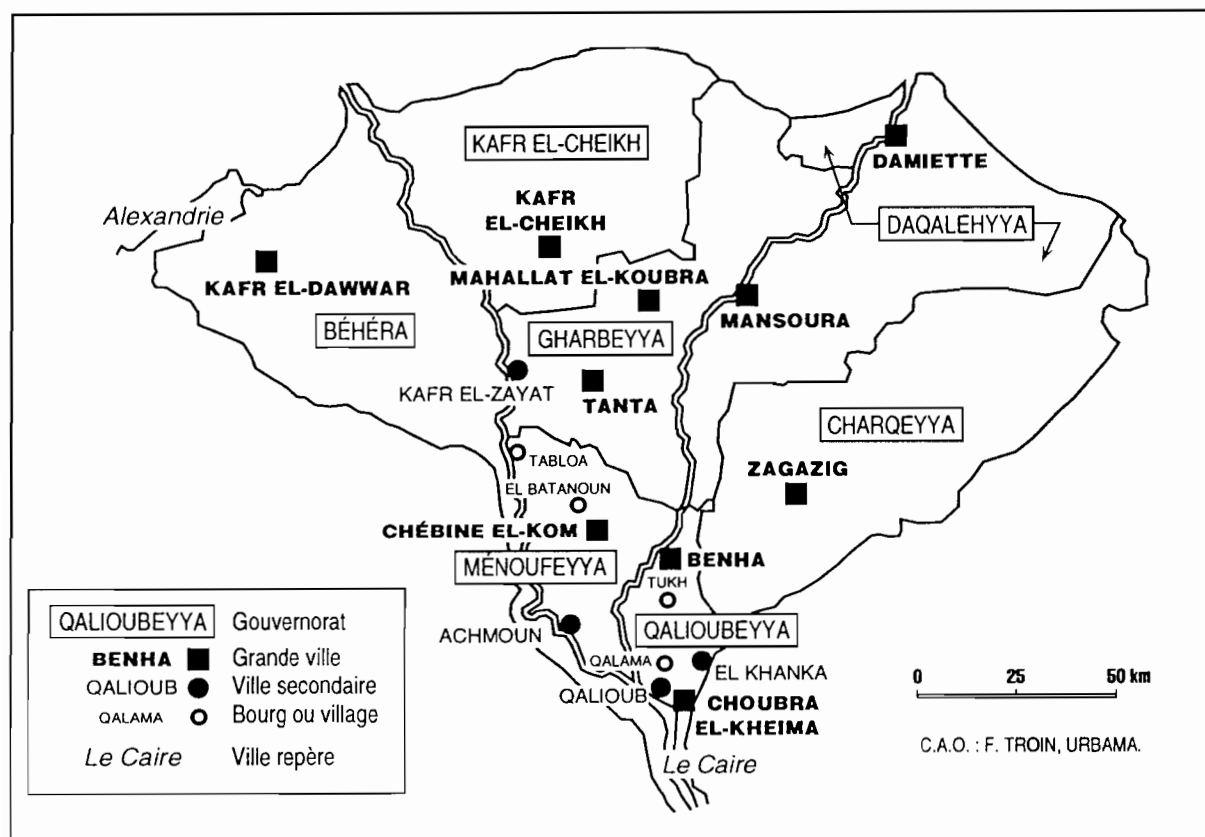 KAFR EL-CHEIKH
DAMIETTE
Alexandrie
KAFR
EL-CHEIKH
DAQALEHYYA
KAFR EL-DAWWAR
MAHALLAT EL-KOUBRA
MANSOURA
BÉHÉRA
GHARBEYYA
KAFR EL-ZAYAT
TANTA
CHARQEYYA
TABLOA
EL BATANOUN
ZAGAZIG
CHÉBINE EL-KOM
MÉNOUFEYYA
BENHA
TUKH
QALIOUBEYYA
ACHMOUN
QALAMA
EL KHANKA
QALIOUB
CHOUBRA
EL-KHEIMA
Le Caire
QALIOUBEYYA Gouvernorat
BENHA Grande ville
QALIOUB Ville secondaire
QALAMA Bourg ou village
Le Caire Ville repère
0 25 50 km
C.A.O. : F. TROIN, URBAMA.